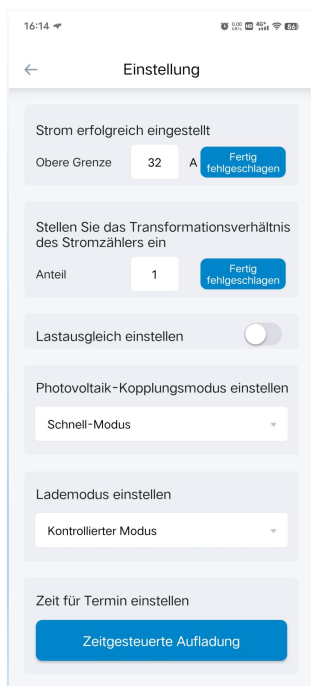 16:14
0,00 KB/s HD 4G+ 86
Einstellung
Strom erfolgreich eingestellt
Obere Grenze 32 A Fertig fehlgeschlagen
Stellen Sie das Transformationsverhältnis
des Stromzählers ein
Anteil 1 Fertig fehlgeschlagen
Lastausgleich einstellen
Photovoltaik-Kopplungsmodus einstellen
Schnell-Modus
Lademodus einstellen
Kontrollierter Modus
Zeit für Termin einstellen
Zeitgesteuerte Aufladung